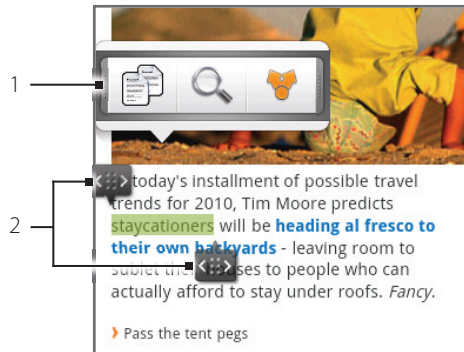 1
2
today's installment of possible travel
trends for 2010, Tim Moore predicts
staycationers will be heading al fresco to
their own backyards - leaving room to
sublet their houses to people who can
actually afford to stay under roofs. Fancy.
Pass the tent pegs